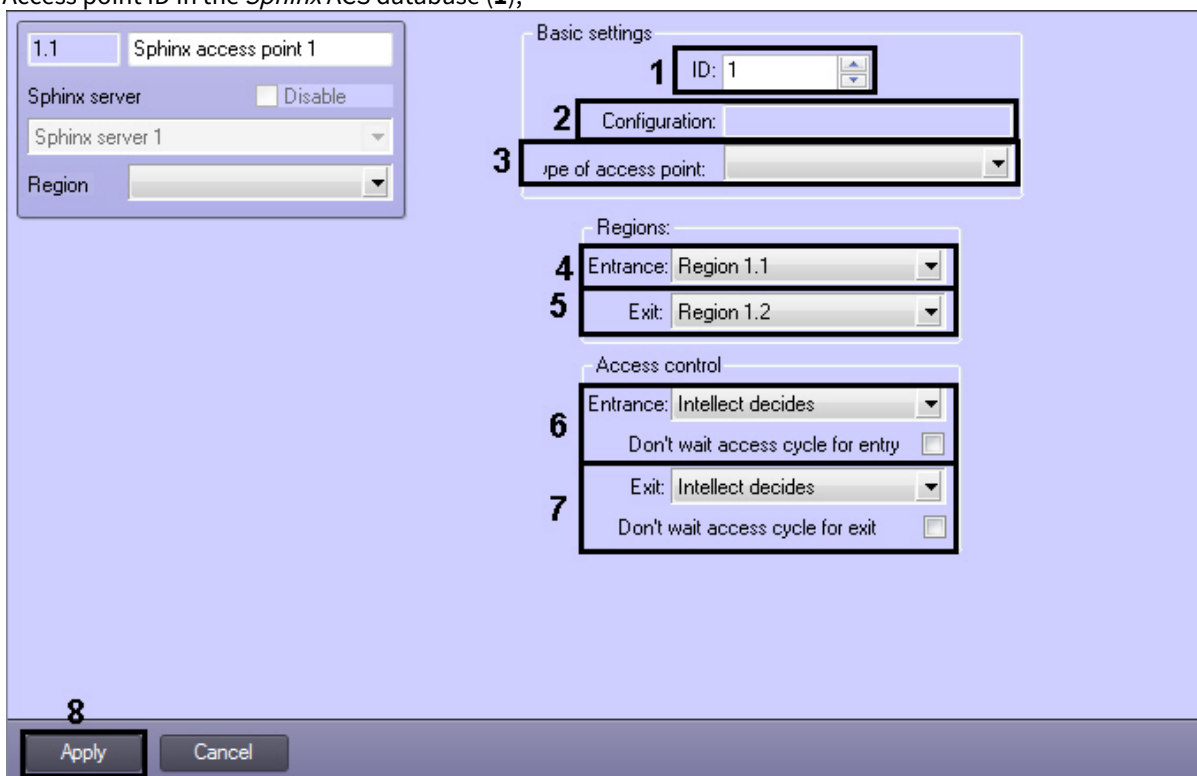 Access point ID in the Sphinx ACS database (1);
1.1 Sphinx access point 1
Sphinx server Disable
Sphinx server 1
Region
Basic settings
1 ID: 1
2 Configuration:
3 ype of access point:
Regions:
4 Entrance: Region 1.1
5 Exit: Region 1.2
Access control
6 Entrance: Intellect decides
Don't wait access cycle for entry
7 Exit: Intellect decides
Don't wait access cycle for exit
8
Apply Cancel